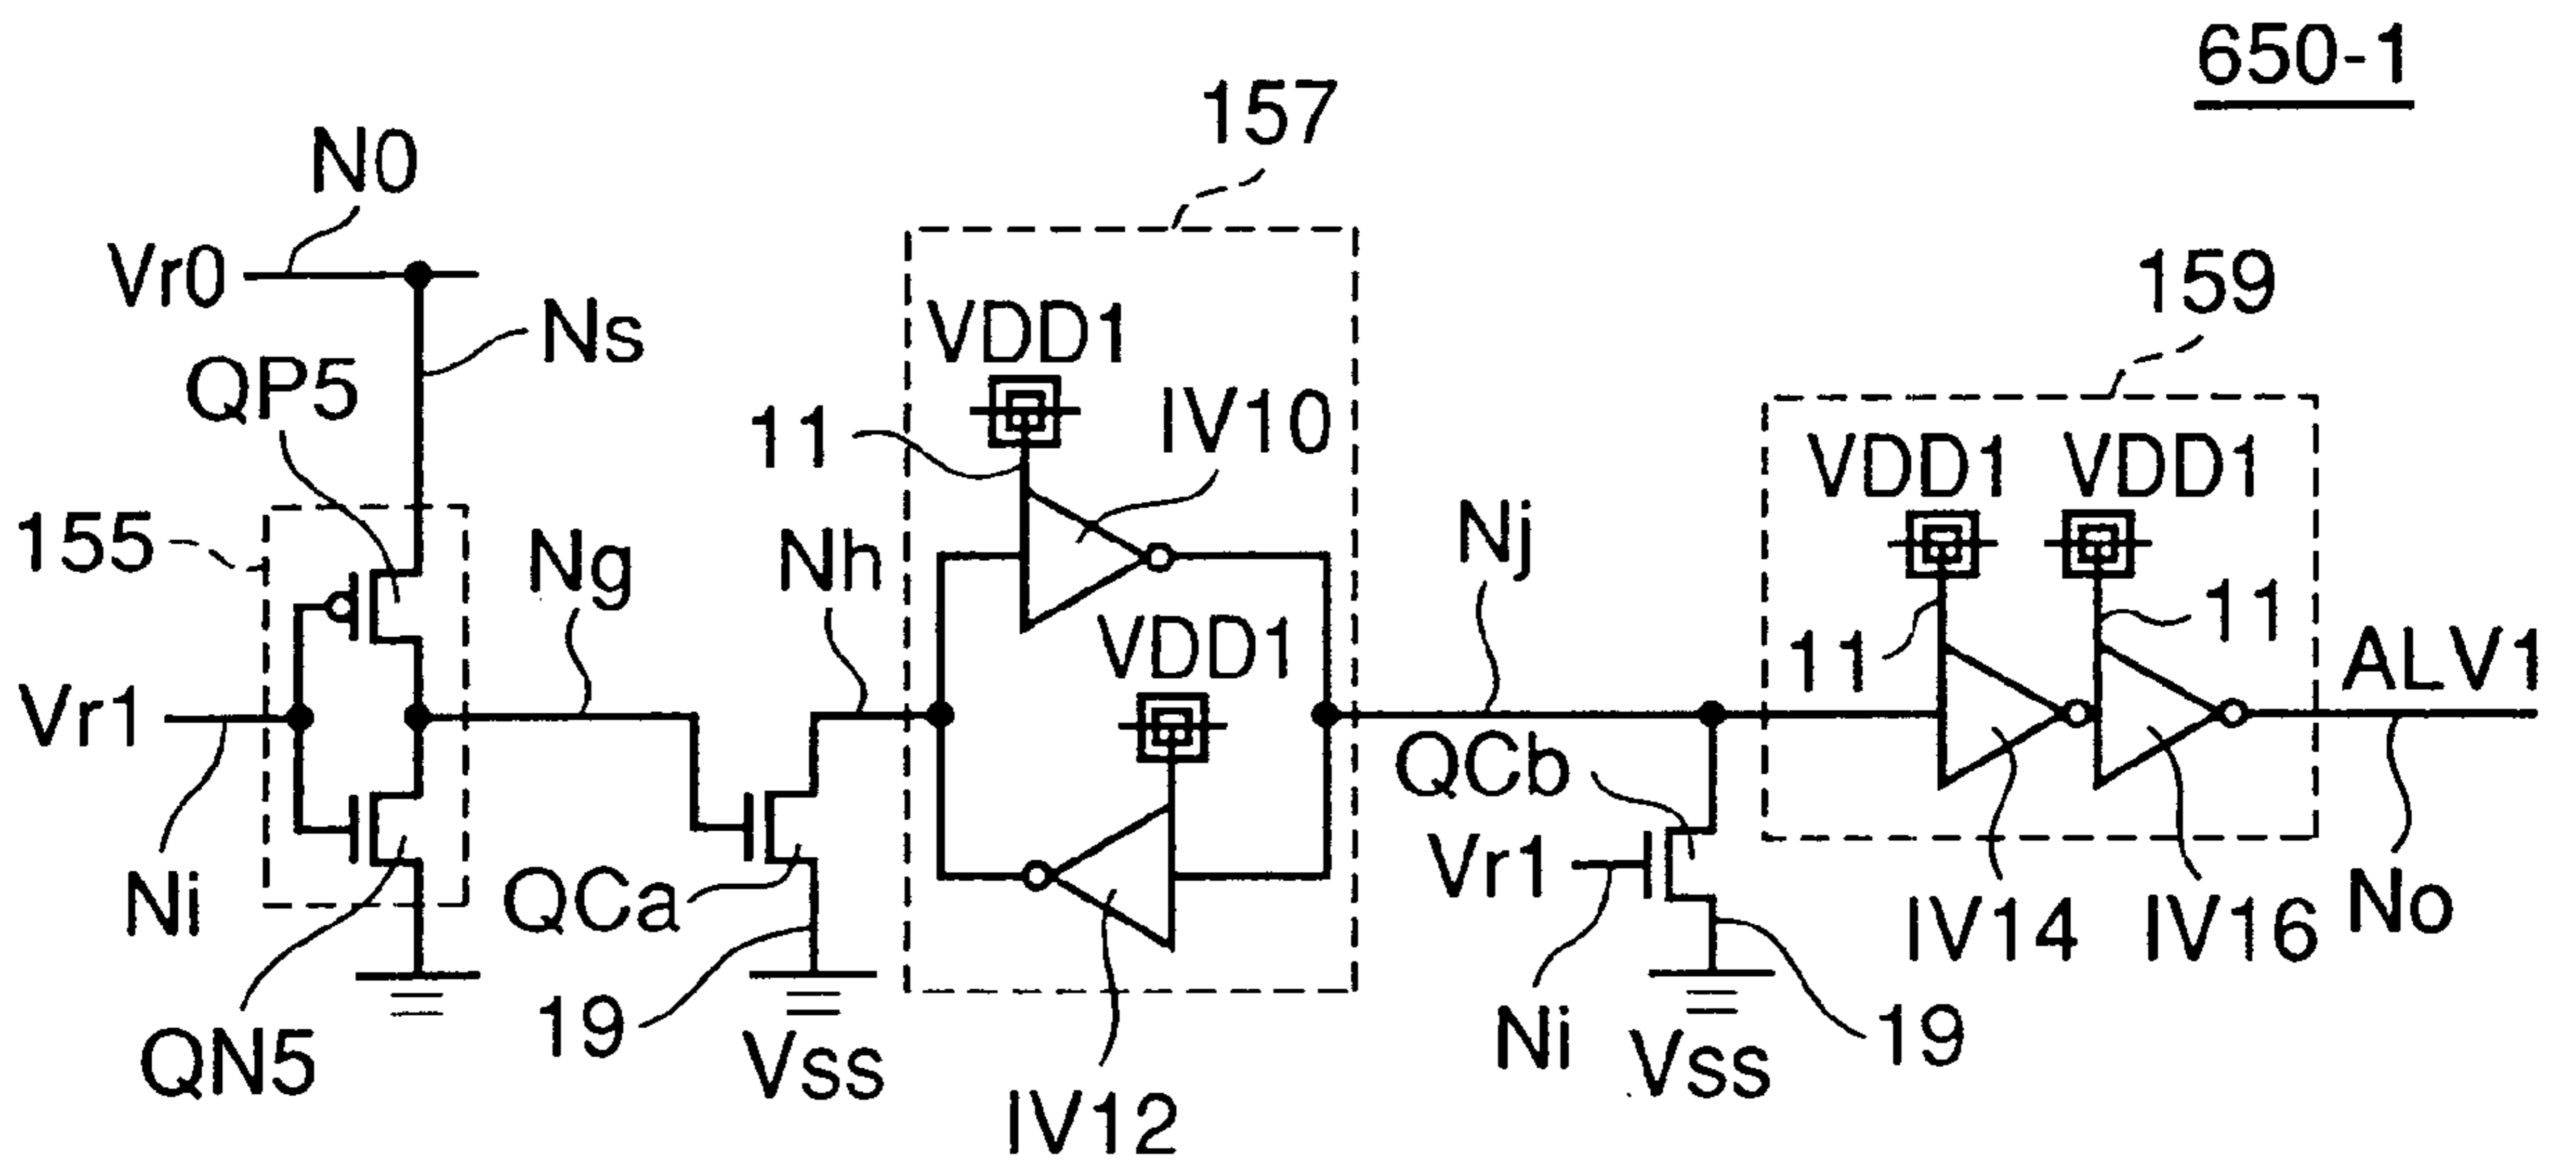 650-1
157
N0
Vr0
Ns
159
VDD1
QP5
IV10
11
VDD1 VDD1
155
Ng
Nh
Nj
VDD1
11
11
ALV1
Vr1
QCb
Vr1
Ni
QCa
IV14
IV16
No
19
Ni
19
QN5
Vss
Vss
IV12